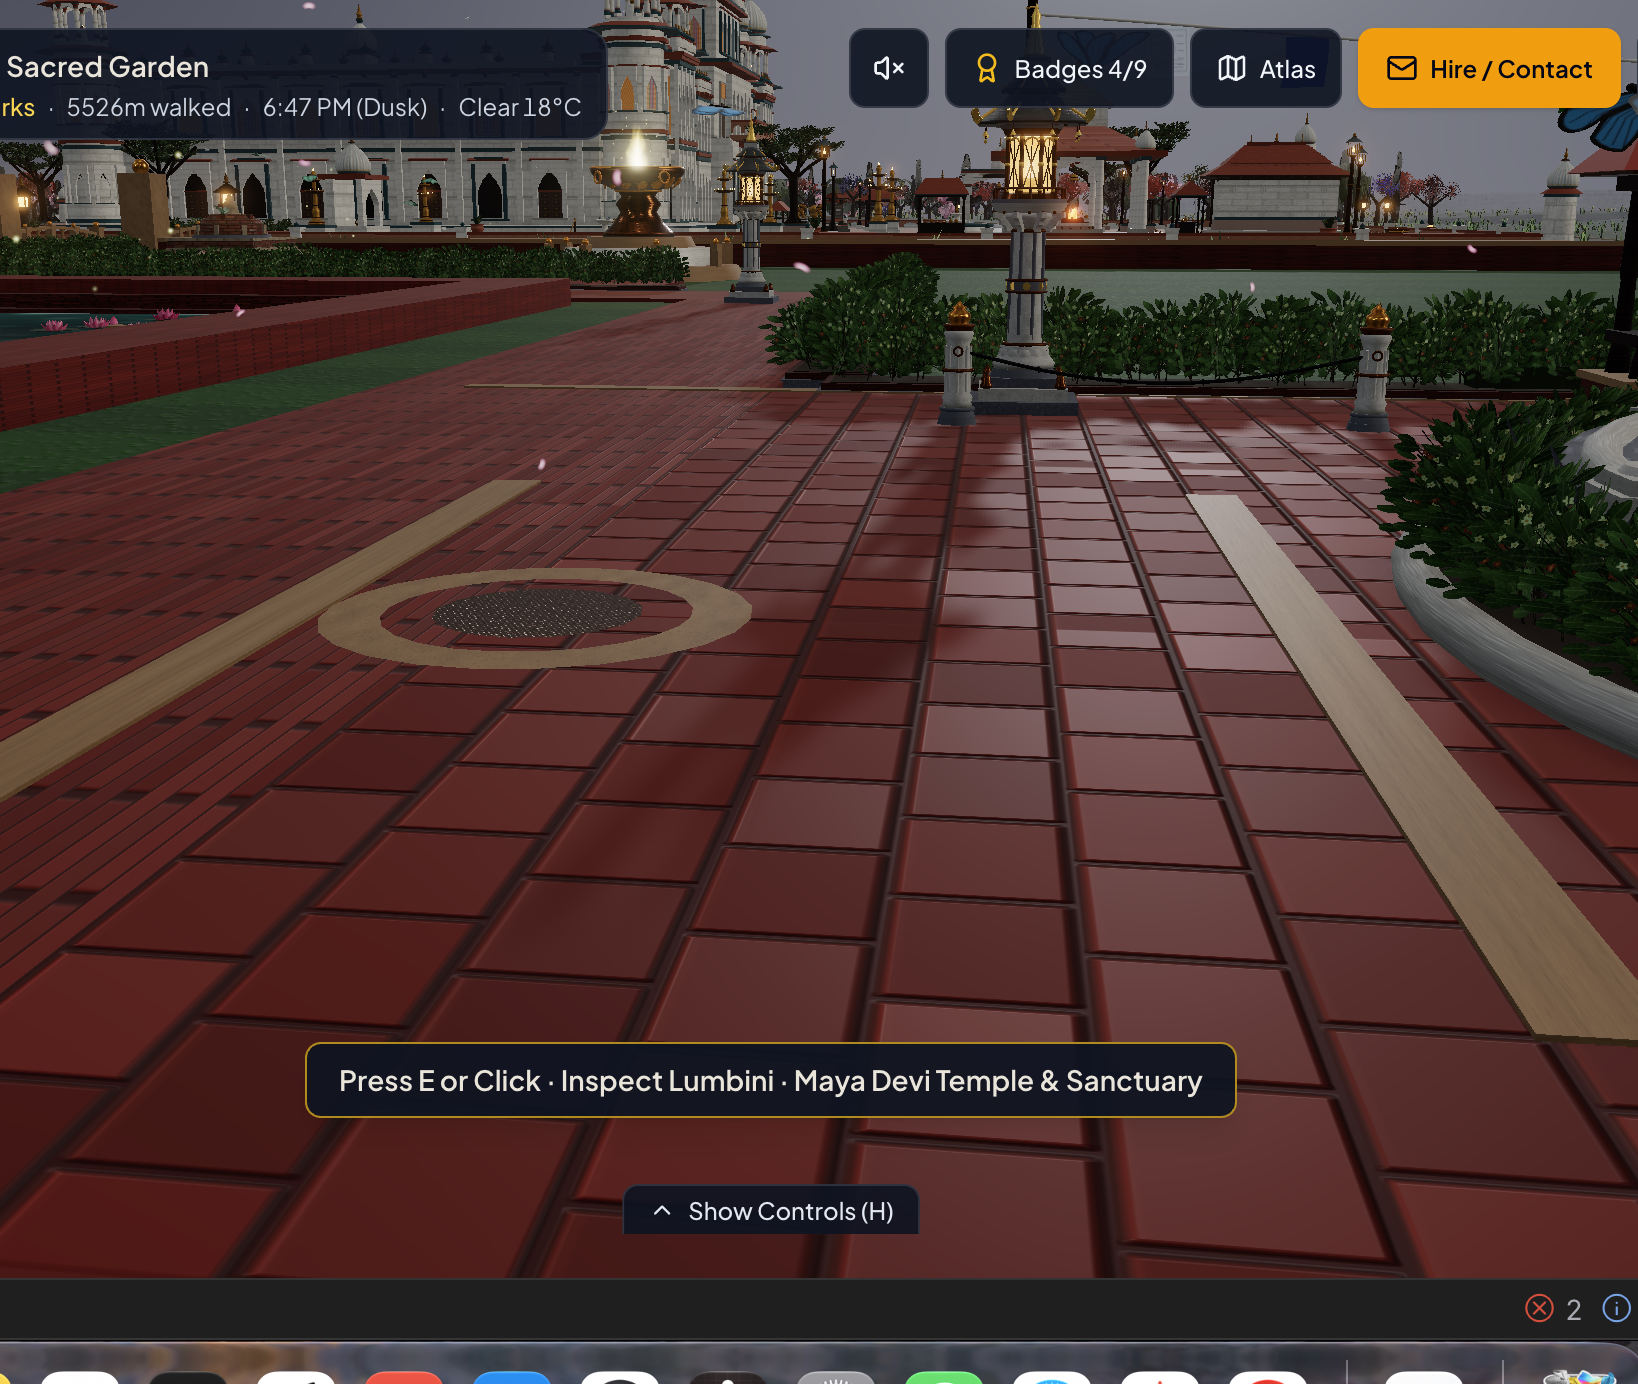 Sacred Garden
rks · 5526m walked · 6:47 PM (Dusk) · Clear 18°C
Badges 4/9
Atlas
Hire / Contact
Press E or Click · Inspect Lumbini · Maya Devi Temple & Sanctuary
Show Controls (H)
2